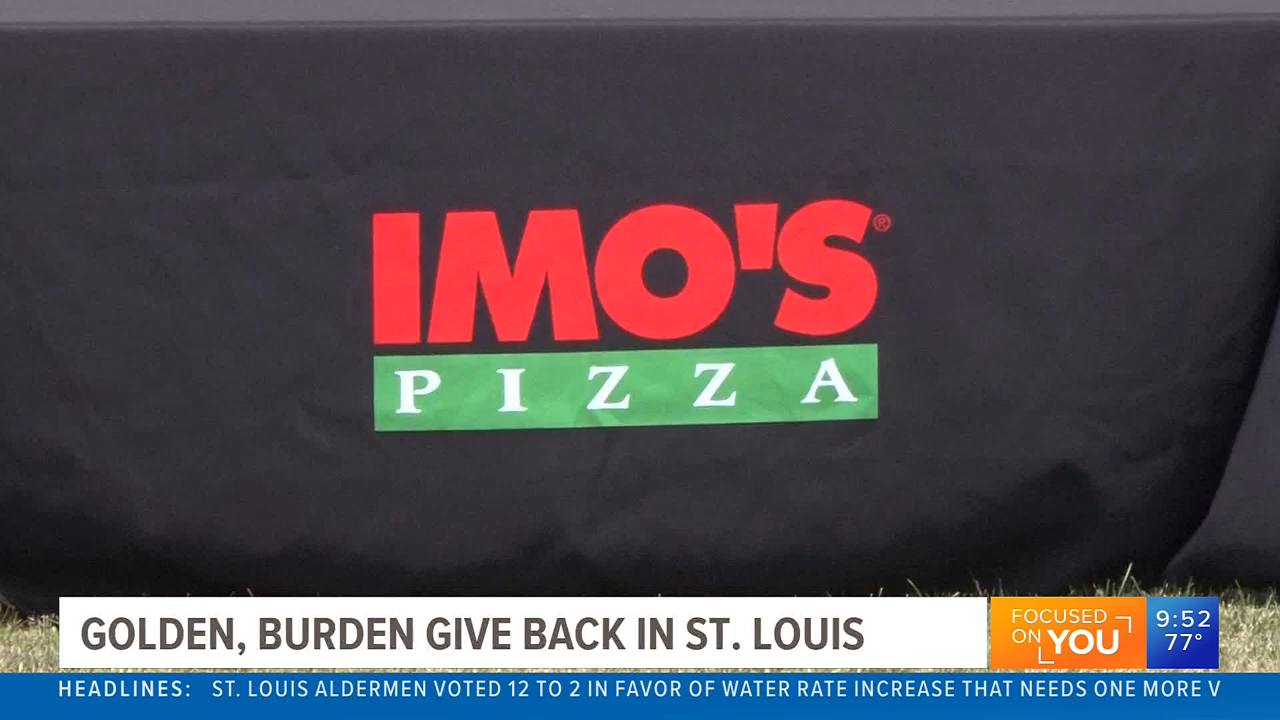 IMO'S®
PIZZA
GOLDEN, BURDEN GIVE BACK IN ST. LOUIS
FOCUSED
ON YOU
9:52
77°
HEADLINES: ST. LOUIS ALDERMEN VOTED 12 TO 2 IN FAVOR OF WATER RATE INCREASE THAT NEEDS ONE MORE V